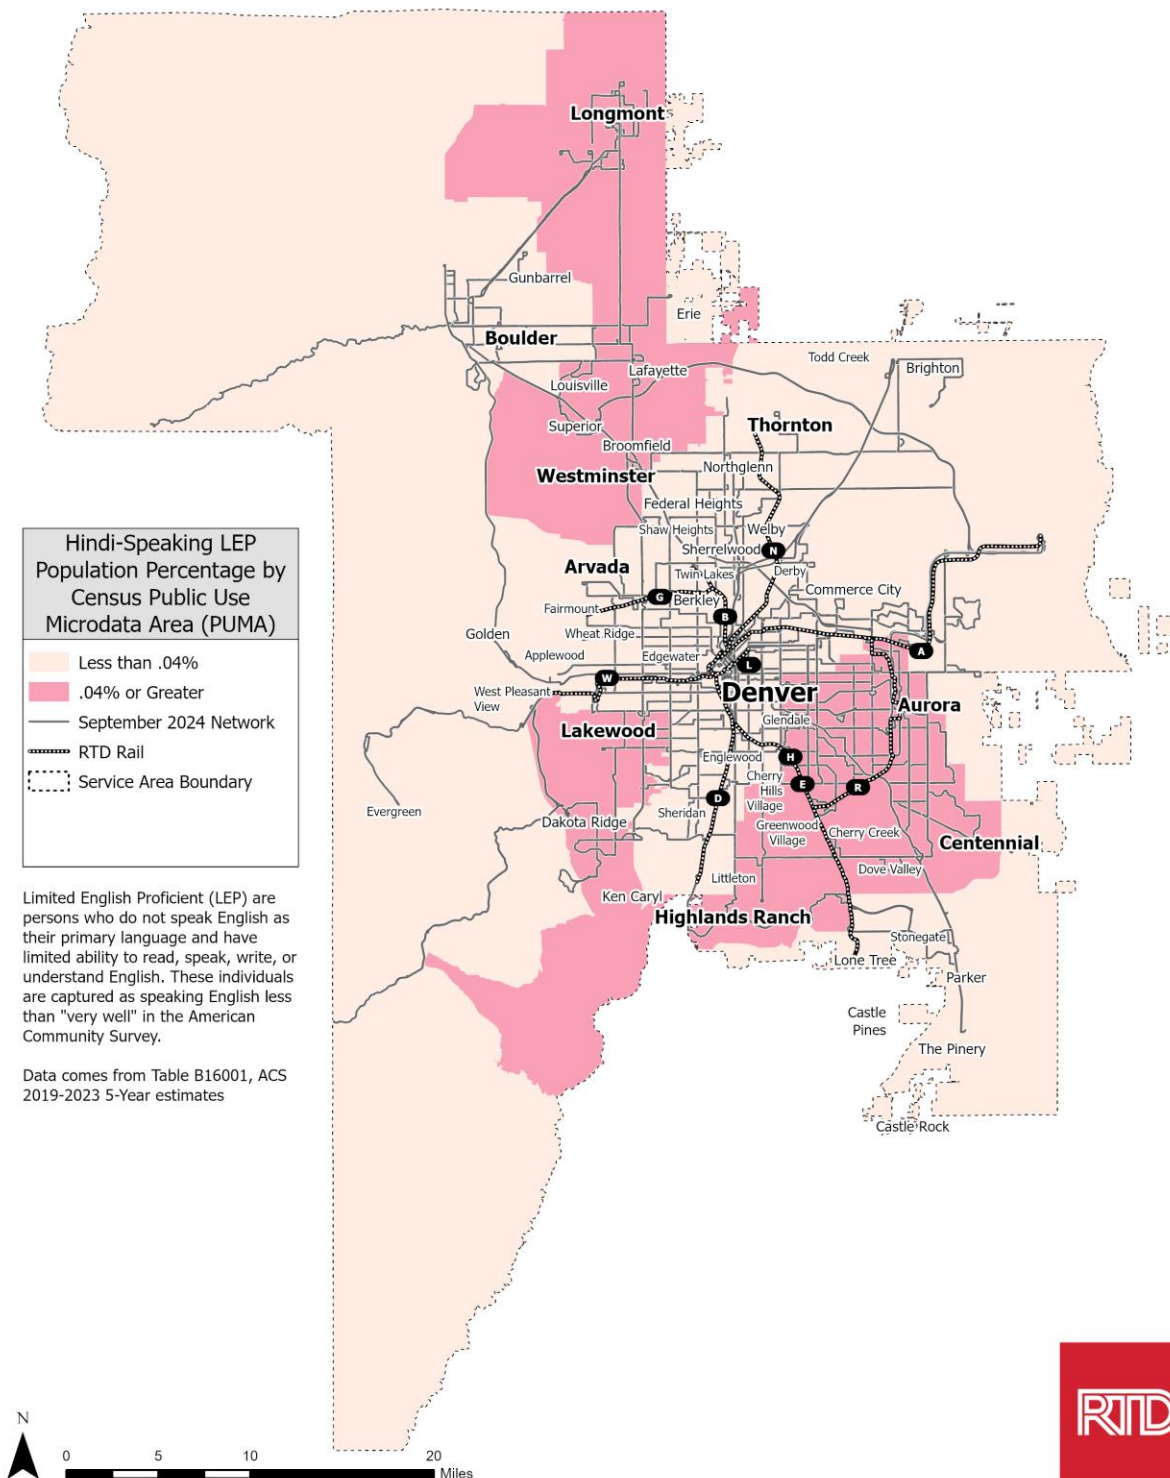 Longmont
Gunbarrel
Erie
Boulder
Todd Creek
Brighton
Lafayette
Louisville
Superior
Thornton
Broomfield
Northglenn
Westminster
Federal Heights
Shaw Heights
Welby
Sherrelwood
N
Arvada
Twin Lakes
Derby
Commerce City
G
Berkley
Fairmount
B
Golden
Wheat Ridge
Applewood
Edgewater
A
L
W
West Pleasant
View
Denver
Aurora
Glendale
Lakewood
Englewood
H
Cherry
Hills
Village
E
R
D
Evergreen
Sheridan
Dakota Ridge
Greenwood
Village
Cherry Creek
Centennial
Dove Valley
Littleton
Ken Caryl
Highlands Ranch
Stonegate
Lone Tree
Parker
Castle
Pines
The Pinery
Castle Rock
Hindi-Speaking LEP
Population Percentage by
Census Public Use
Microdata Area (PUMA)
Less than .04%
.04% or Greater
September 2024 Network
RTD Rail
Service Area Boundary
Limited English Proficient (LEP) are
persons who do not speak English as
their primary language and have
limited ability to read, speak, write, or
understand English. These individuals
are captured as speaking English less
than "very well" in the American
Community Survey.
Data comes from Table B16001, ACS
2019-2023 5-Year estimates
N
0 5 10 20
Miles
RTD